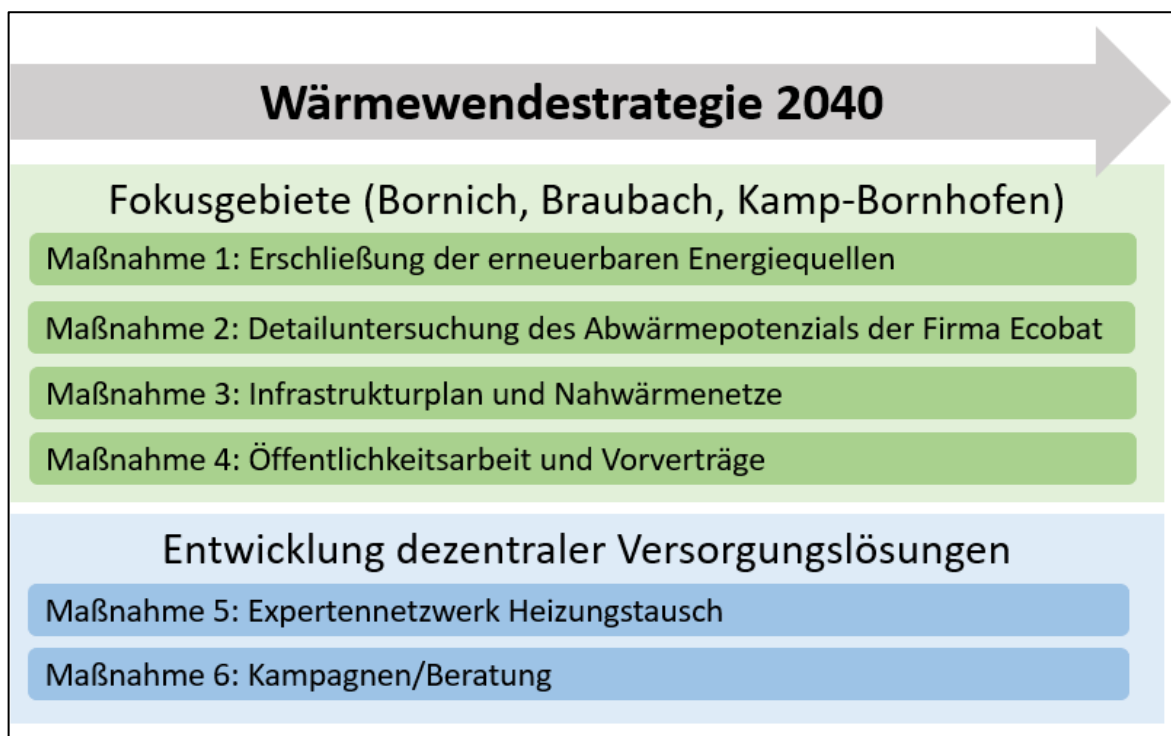 Wärmewendestrategie 2040
Fokusgebiete (Bornich, Braubach, Kamp-Bornhofen)
Maßnahme 1: Erschließung der erneuerbaren Energiequellen
Maßnahme 2: Detailuntersuchung des Abwärmepotenzials der Firma Ecobat
Maßnahme 3: Infrastrukturplan und Nahwärmenetze
Maßnahme 4: Öffentlichkeitsarbeit und Vorverträge
Entwicklung dezentraler Versorgungslösungen
Maßnahme 5: Expertennetzwerk Heizungstausch
Maßnahme 6: Kampagnen/Beratung